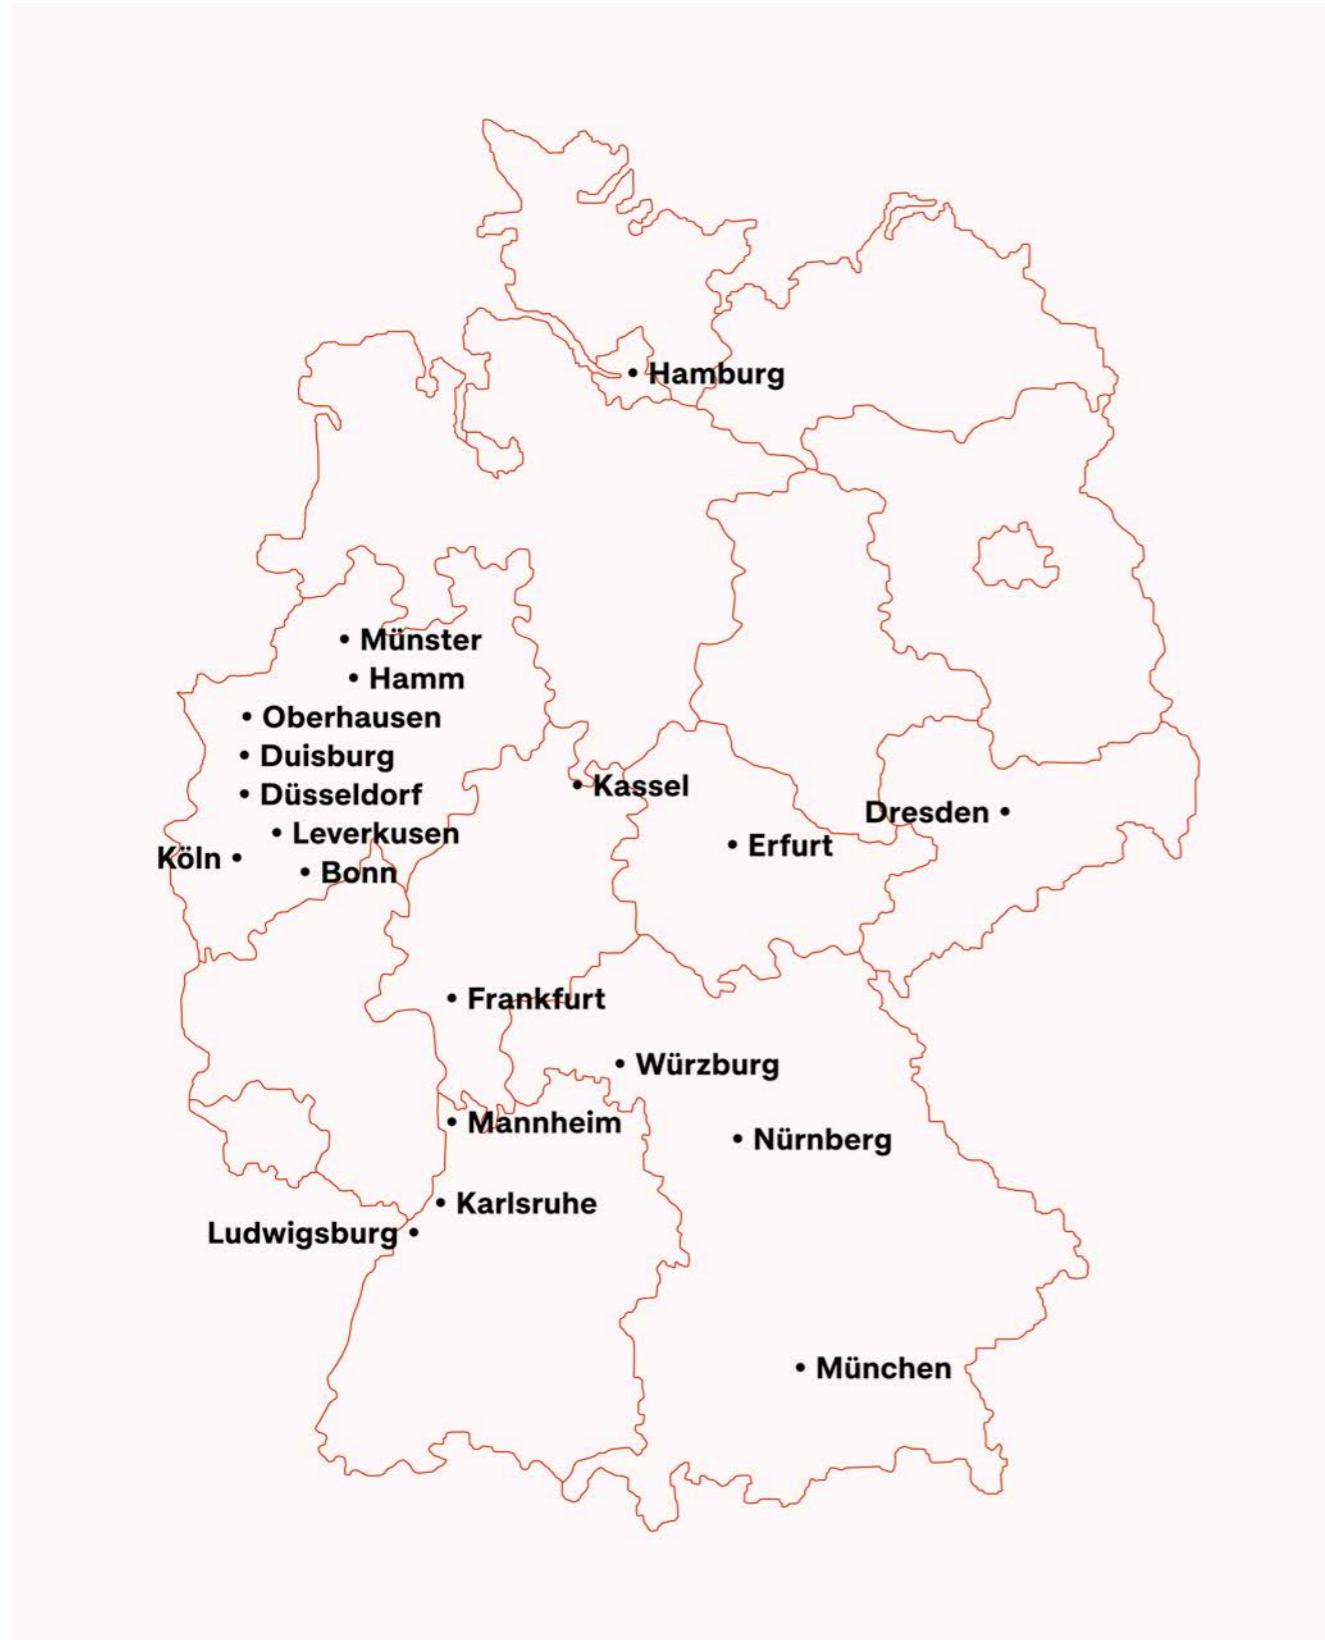 • Hamburg
• Münster
• Hamm
• Oberhausen
• Duisburg
• Kassel
• Düsseldorf
Dresden •
• Leverkusen
• Erfurt
Köln •
• Bonn
• Frankfurt
• Würzburg
• Mannheim
• Nürnberg
• Karlsruhe
Ludwigsburg •
• München